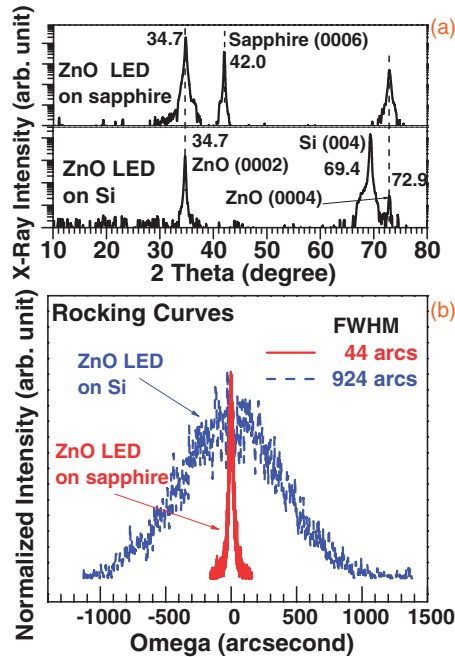 (a)
X-Ray Intensity (arb. unit)
34.7
Sapphire (0006)
42.0
ZnO LED
on sapphire
34.7
ZnO (0002)
Si (004)
69.4
ZnO (0004)
72.9
ZnO LED
on Si
10 20 30 40 50 60 70 80
2 Theta (degree)
(b)
Normalized Intensity (arb. unit)
Rocking Curves
FWHM
44 arcs
924 arcs
ZnO LED
on Si
ZnO LED
on sapphire
-1000 -500 0 500 1000 1500
Omega (arcsecond)